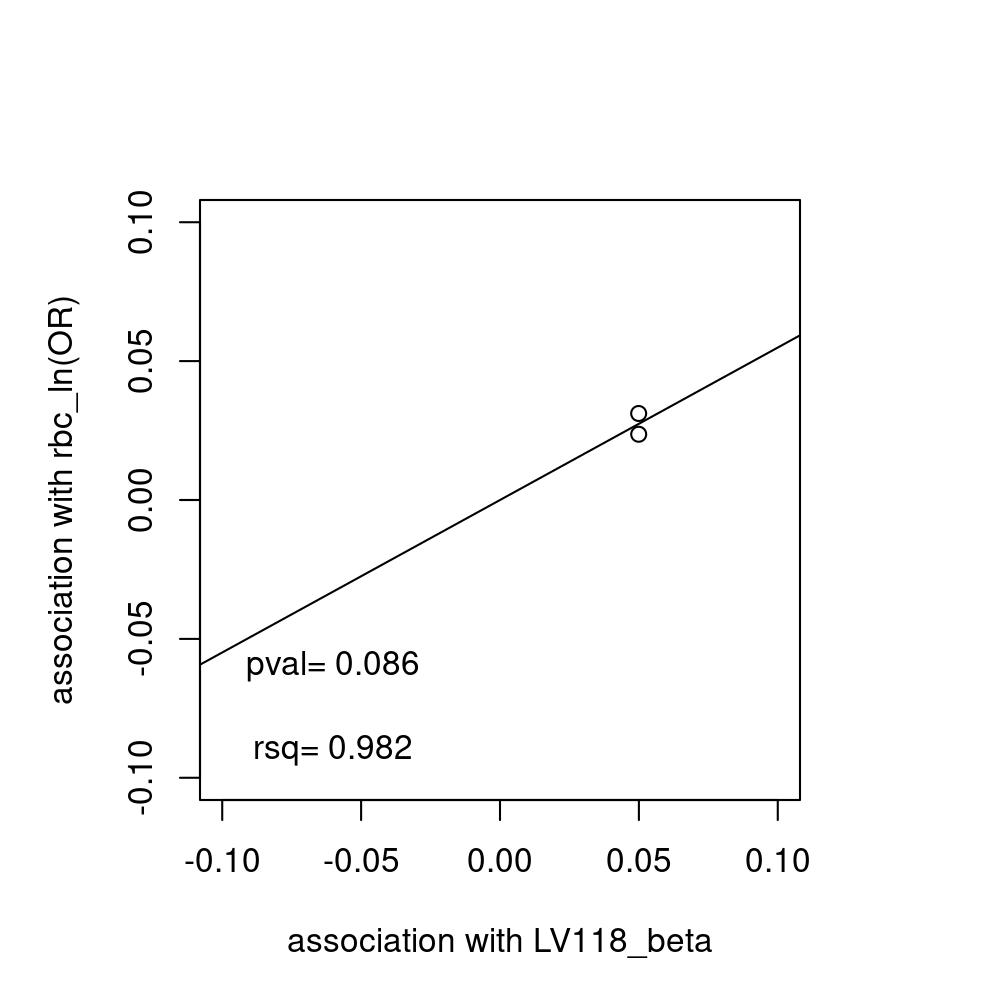 association with rbc_ln(OR)
0.10
0.05
0.00
-0.05
-0.10
pval= 0.086
rsq= 0.982
-0.10 -0.05 0.00 0.05 0.10
association with LV118_beta